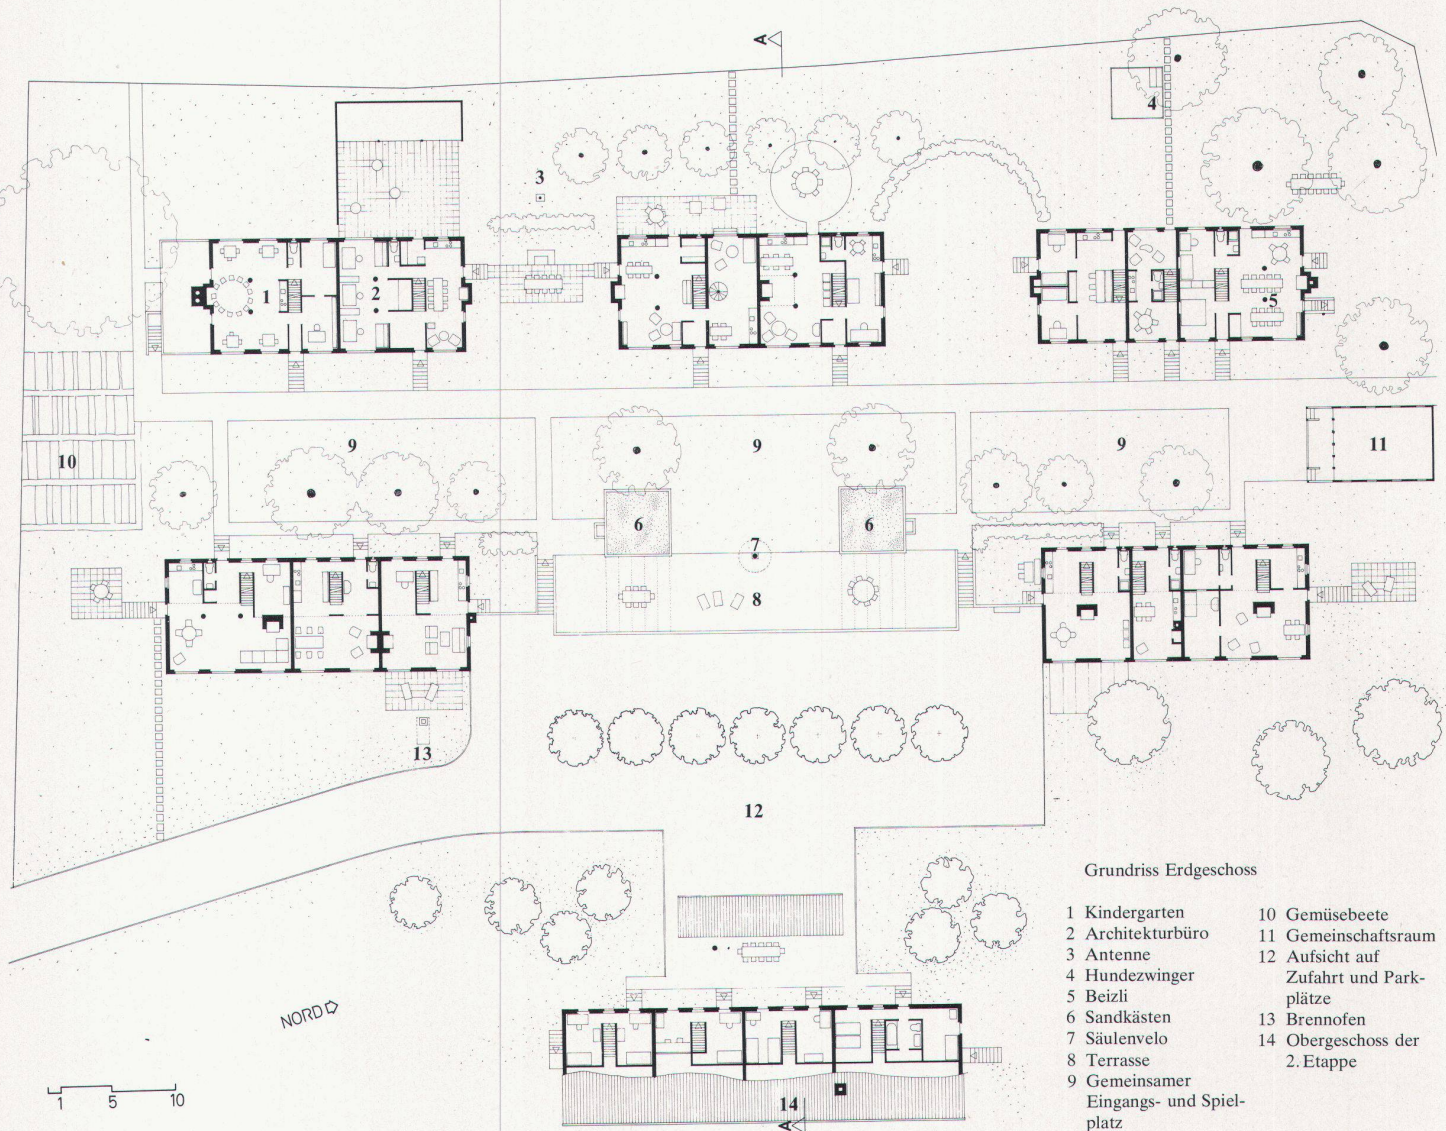 A
4
3
1
2
5
9
9
9
11
10
6
6
7
8
13
12
Grundriss Erdgeschoss
1 Kindergarten
2 Architekturbüro
3 Antenne
4 Hundezwinger
5 Beizli
6 Sandkästen
7 Säulenvelo
8 Terrasse
9 Gemeinsamer
Eingangs- und Spiel-
platz
10 Gemüsebeete
11 Gemeinschaftsraum
12 Aufsicht auf
Zufahrt und Park-
plätze
13 Brennofen
14 Obergeschoss der
2. Etappe
NORD
1 5 10
14
A